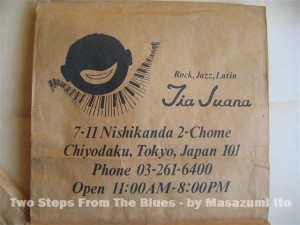 Rock, Jazz, Latin
Tia Juana
7-11 Nishikanda 2-Chome
Chiyodaku, Tokyo, Japan 101
Phone 03-261-6400
Open 11:00AM-8:00PM
Two Steps From The Blues - by Masazumi Ito